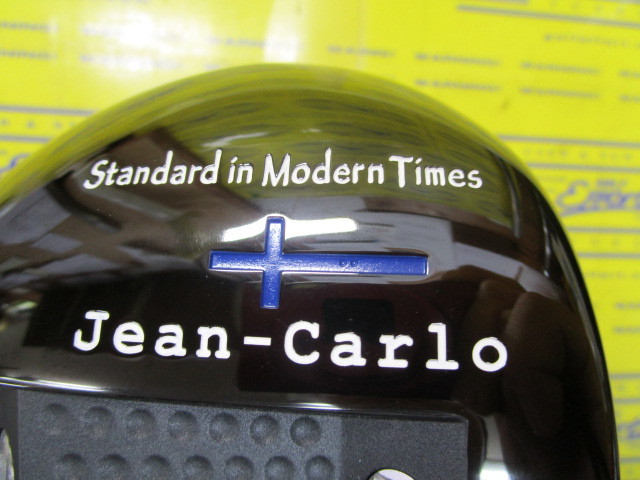 Standard in Modern Times
Jean-Carlo